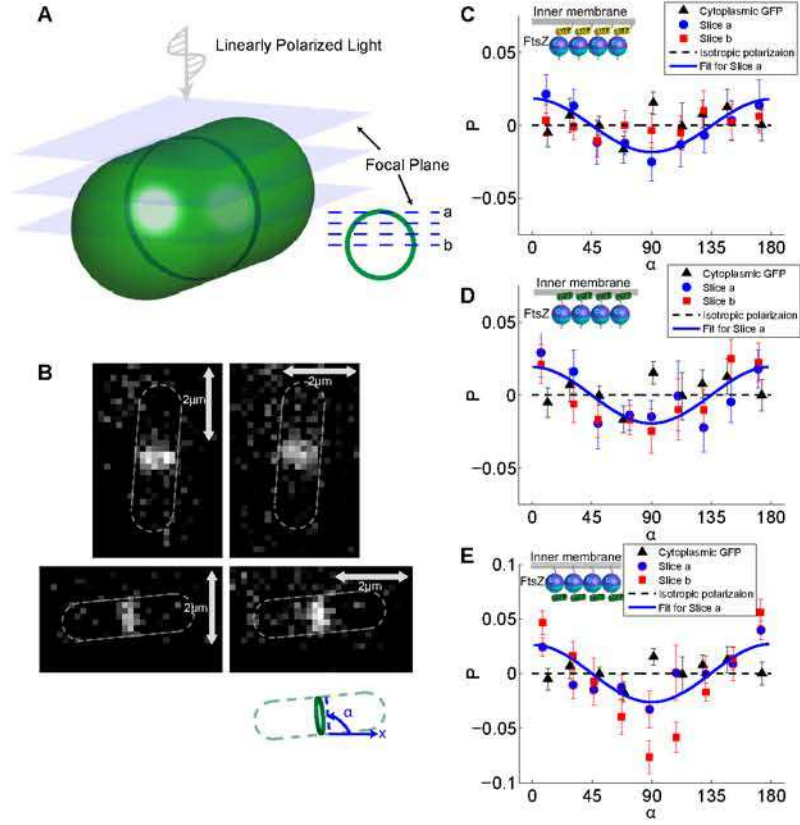 A
Linearly Polarized Light
Focal Plane
a
b
B
2μm
2μm
2μm
2μm
α
x
C
Inner membrane
FtsZ
Cytoplasmic GFP
Slice a
Slice b
Isotropic polarizaion
Fit for Slice a
0.05
0
−0.05
P
0 45 90 135 180
α
D
Inner membrane
FtsZ
Cytoplasmic GFP
Slice a
Slice b
Isotropic polarizaion
Fit for Slice a
0.05
0
−0.05
P
0 45 90 135 180
α
E
Inner membrane
FtsZ
Cytoplasmic GFP
Slice a
Slice b
Isotropic polarizaion
Fit for Slice a
0.1
0.05
0
−0.05
−0.1
P
0 45 90 135 180
α